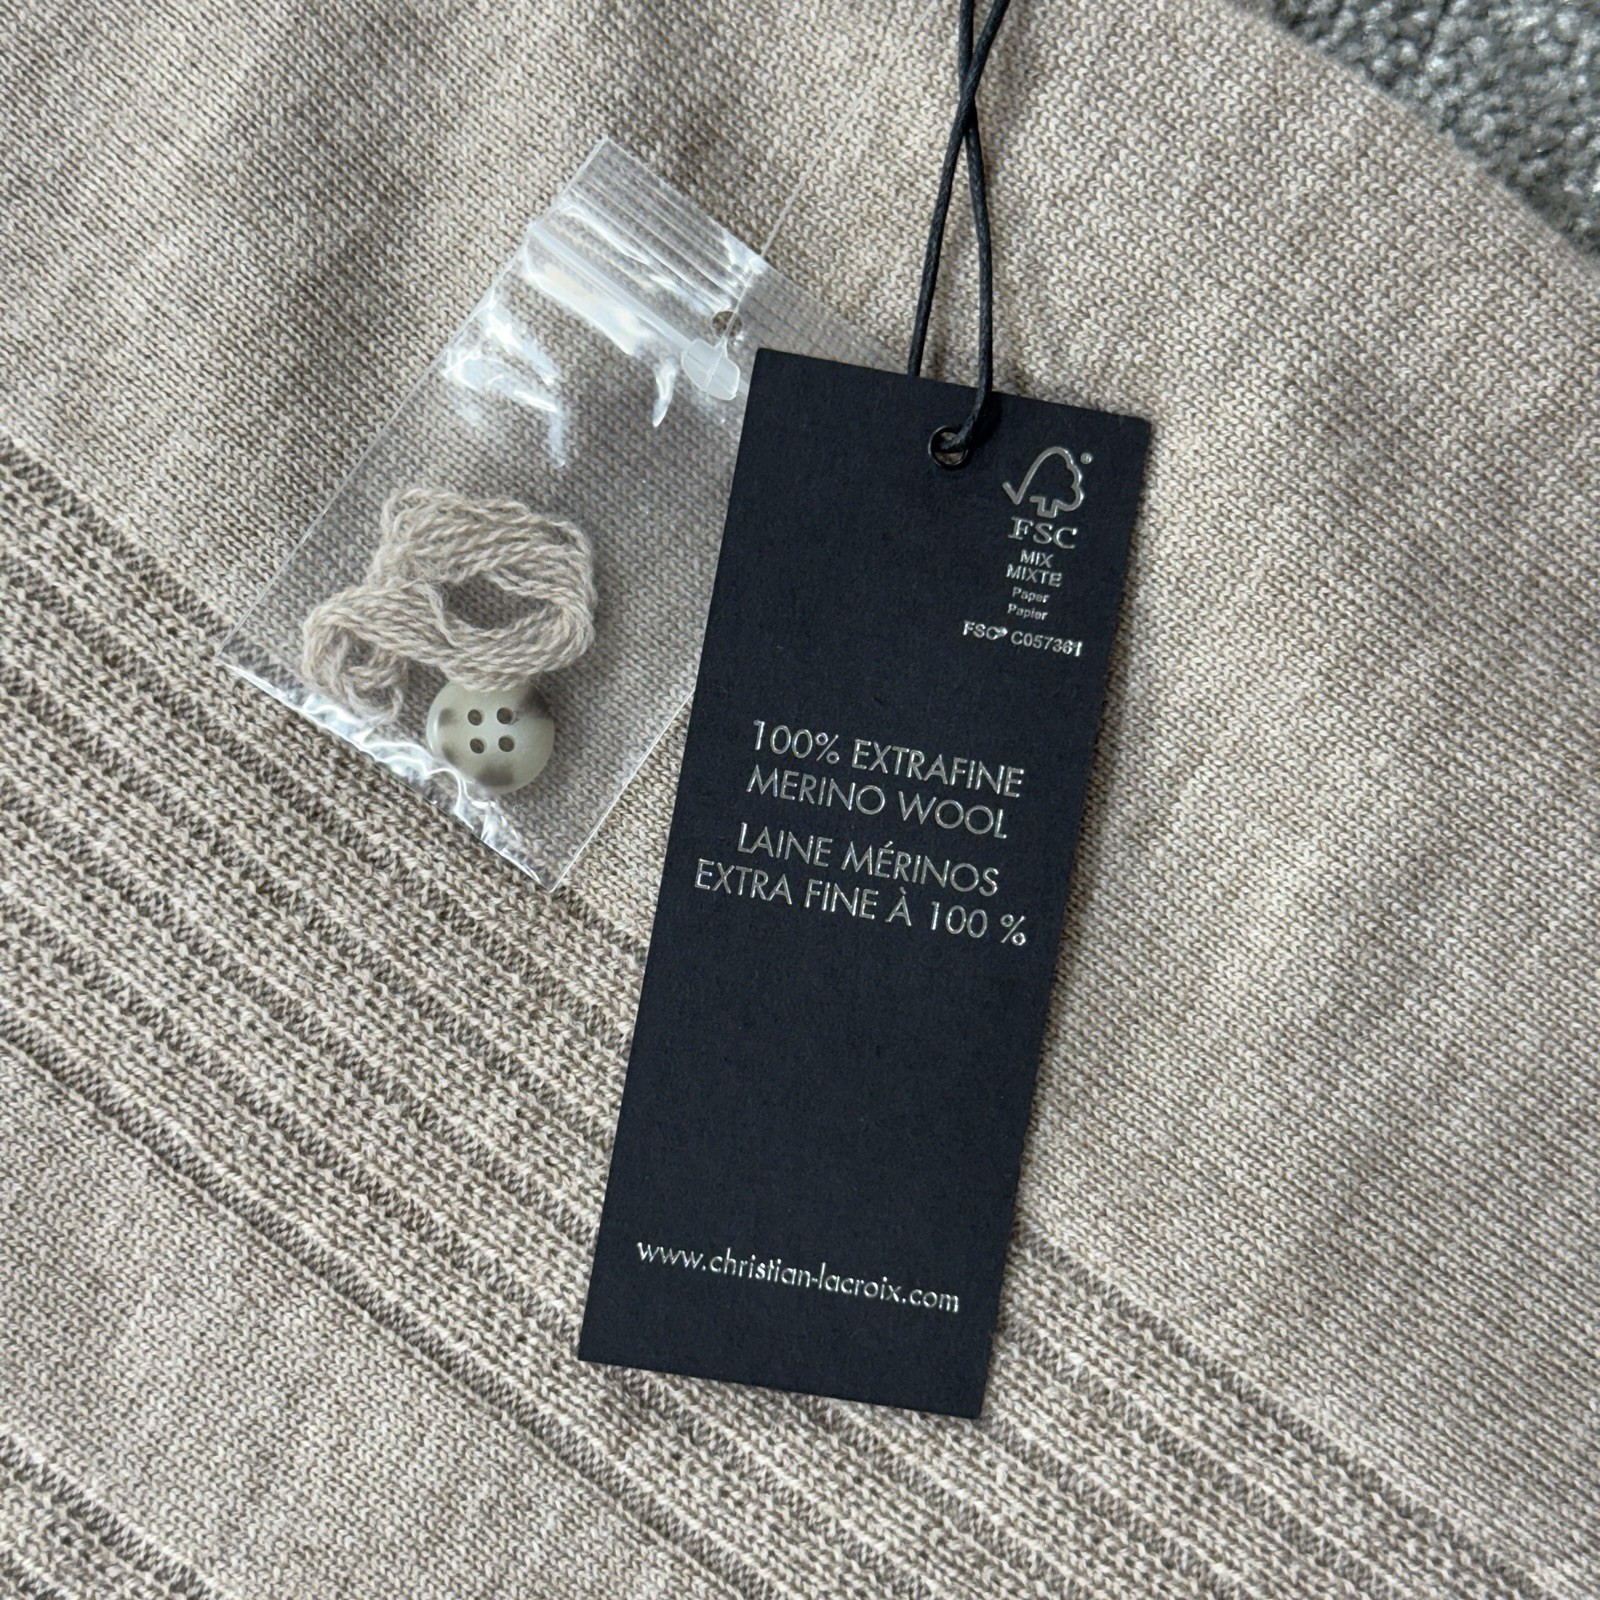 FSC
MIX
MIXTE
Paper
Papier
FSC® C057361
100% EXTRAFINE
MERINO WOOL
LAINE MÉRINOS
EXTRA FINE À 100 %
www.christian-lacroix.com